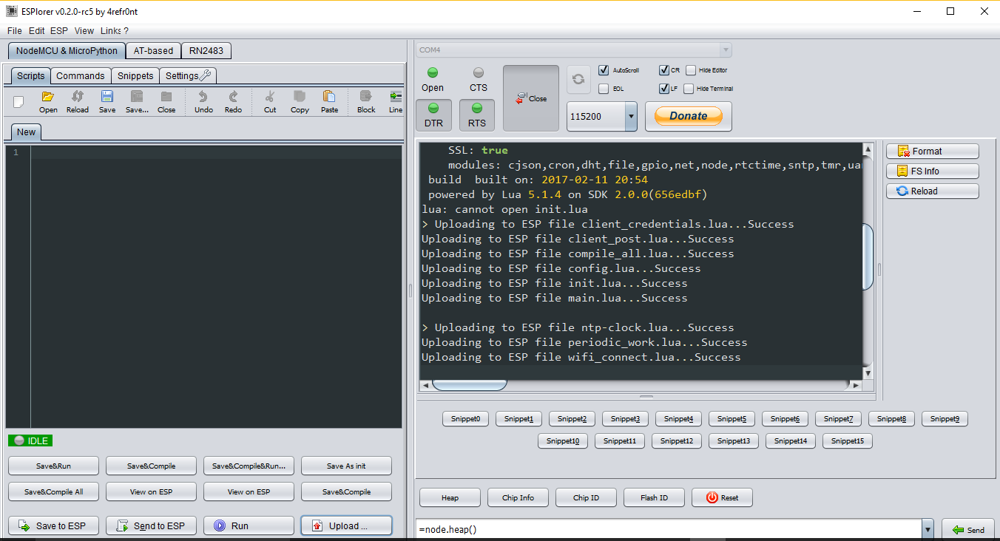 ESPlorer v0.2.0-rc5 by 4refr0nt
File Edit ESP View Links ?
NodeMCU & MicroPython AT-based RN2483
Scripts Commands Snippets Settings
Open Reload Save Save... Close Undo Redo Cut Copy Paste Block Line
New
1
IDLE
Save&Run Save&Compile Save&Compile&Run... Save As init
Save&Compile All View on ESP View on ESP Save&Compile
Save to ESP Send to ESP Run Upload ...
COM4
Open CTS Close AutoScroll CR Hide Editor
EOL LF Hide Terminal
DTR RTS 115200 Donate
SSL: true
modules: cjson,cron,dht,file,gpio,net,node,rtctime,sntp,tmr,uar
build built on: 2017-02-11 20:54
powered by Lua 5.1.4 on SDK 2.0.0(656edbf)
lua: cannot open init.lua
> Uploading to ESP file client_credentials.lua...Success
Uploading to ESP file client_post.lua...Success
Uploading to ESP file compile_all.lua...Success
Uploading to ESP file config.lua...Success
Uploading to ESP file init.lua...Success
Uploading to ESP file main.lua...Success
> Uploading to ESP file ntp-clock.lua...Success
Uploading to ESP file periodic_work.lua...Success
Uploading to ESP file wifi_connect.lua...Success
Format
FS Info
Reload
Snippet0 Snippet1 Snippet2 Snippet3 Snippet4 Snippet5 Snippet6 Snippet7 Snippet8 Snippet9
Snippet10 Snippet11 Snippet12 Snippet13 Snippet14 Snippet15
Heap Chip Info Chip ID Flash ID Reset
=node.heap() Send